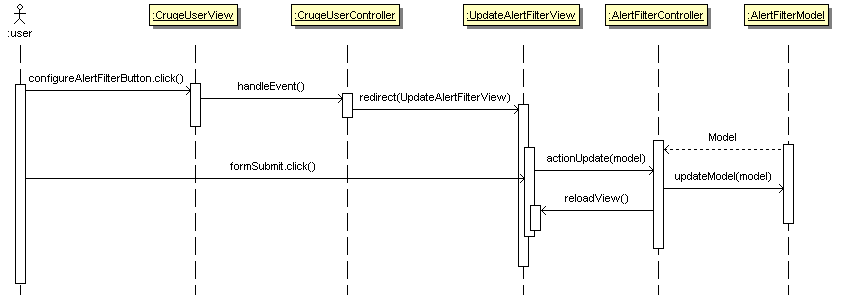 :CrugeUserView
:CrugeUserController
:UpdateAlertFilterView
:AlertFilterController
:AlertFilterModel
:user
configureAlertFilterButton.click()
handleEvent()
redirect(UpdateAlertFilterView)
Model
actionUpdate(model)
formSubmit.click()
updateModel(model)
reloadView()